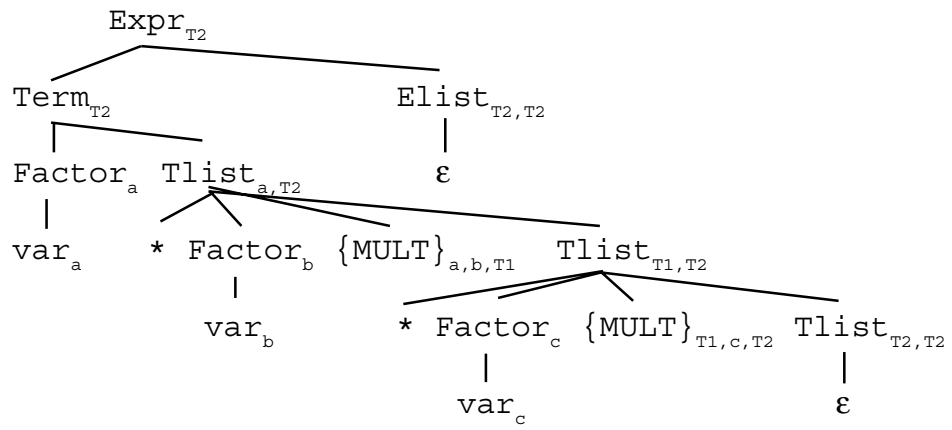 Expr_T2
Term_T2 Elist_T2,T2
Factor_a Tlist_a,T2 ε
var_a * Factor_b {MULT}_a,b,T1 Tlist_T1,T2
var_b * Factor_c {MULT}_T1,c,T2 Tlist_T2,T2
var_c ε